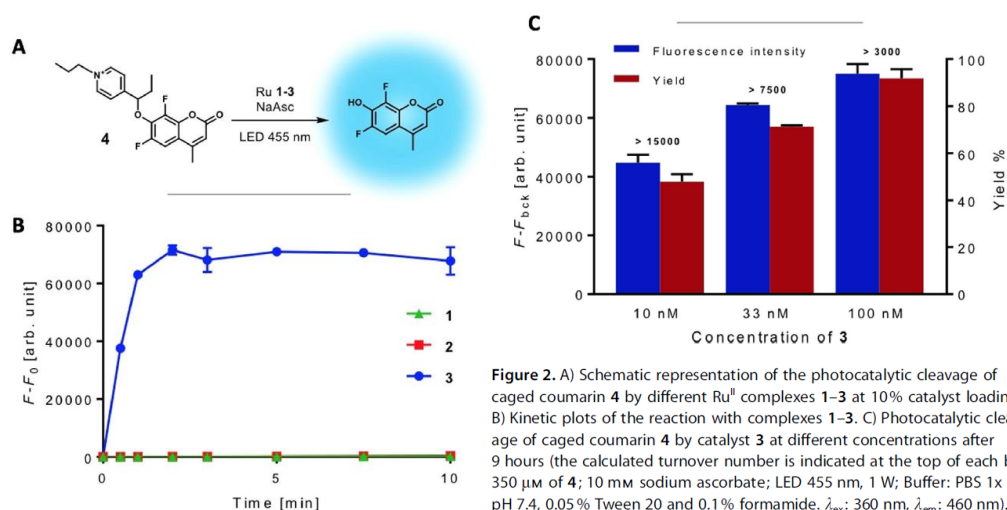 A
N+
O
F
F
O
O
4
Ru 1-3
NaAsc
LED 455 nm
HO
F
F
O
O
B
F-F0 [arb. unit]
80000
60000
40000
20000
0
0
5
10
Time [min]
1
2
3
C
Fluorescence intensity
Yield
F-Fbck [arb. unit]
80000
60000
40000
20000
0
> 15000
> 7500
> 3000
100
80
60
40
20
0
Yield %
10 nM
33 nM
100 nM
Concentration of 3
Figure 2. A) Schematic representation of the photocatalytic cleavage of
caged coumarin 4 by different RuII complexes 1–3 at 10% catalyst
B) Kinetic plots of the reaction with complexes 1–3. C) Photocatalytic
age of caged coumarin 4 by catalyst 3 at different concentrations after
9 hours (the calculated turnover number is indicated at the top of each
350 μM of 4; 10 mM sodium ascorbate; LED 455 nm, 1 W; Buffer: PBS 1x
pH 7.4, 0.05% Tween 20 and 0.1% formamide. λex: 360 nm, λem: 460 nm)